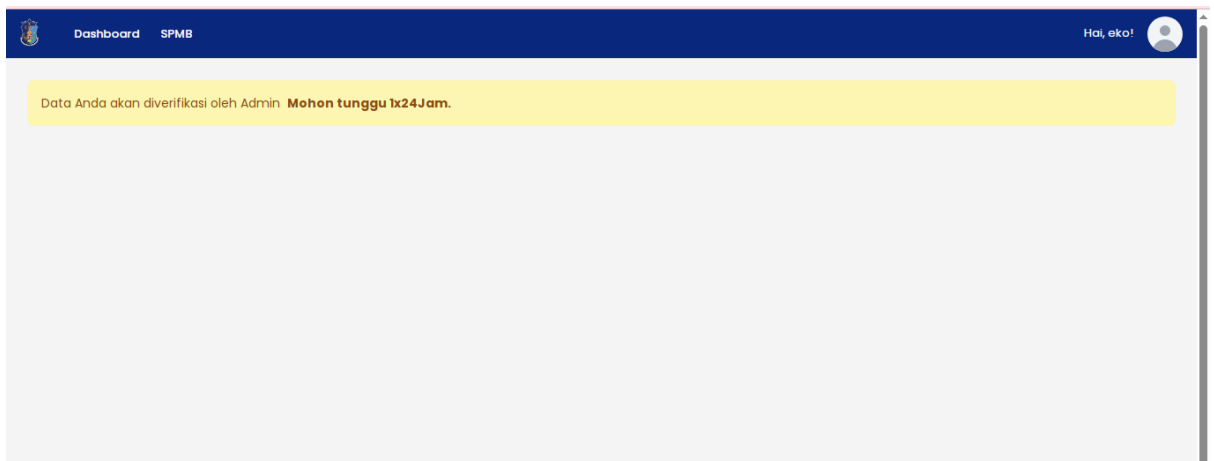 Dashboard SPMB Hai, eko!
Data Anda akan diverifikasi oleh Admin Mohon tunggu 1x24Jam.